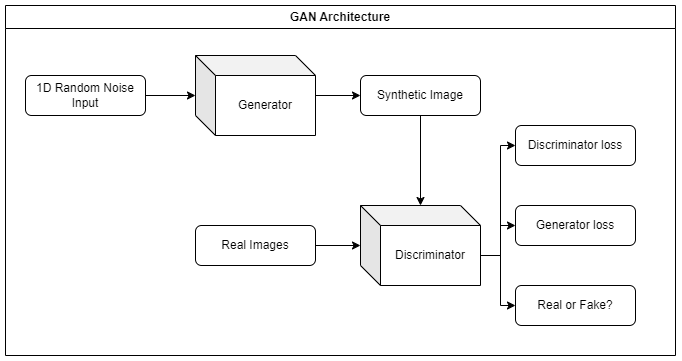 GAN Architecture
1D Random Noise
Input
Generator
Synthetic Image
Discriminator loss
Real Images
Discriminator
Generator loss
Real or Fake?